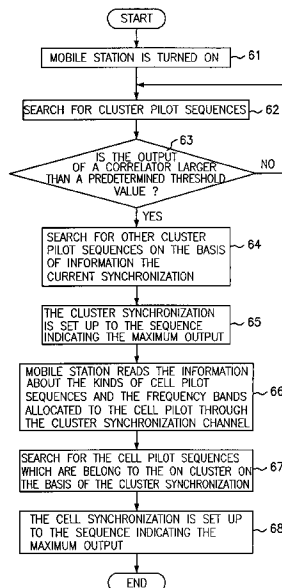 START
MOBILE STATION IS TURNED ON
61
SEARCH FOR CLUSTER PILOT SEQUENCES
62
63
IS THE OUTPUT
OF A CORRELATOR LARGER
THAN A PREDETERMINED THRESHOLD
VALUE ?
NO
YES
SEARCH FOR OTHER CLUSTER
PILOT SEQUENCES ON THE BASIS
OF INFORMATION THE
CURRENT SYNCHRONIZATION
64
THE CLUSTER SYNCHRONIZATION
IS SET UP TO THE SEQUENCE
INDICATING THE MAXIMUM OUTPUT
65
MOBILE STATION READS THE INFORMATION
ABOUT THE KINDS OF CELL PILOT
SEQUENCES AND THE FREQUENCY BANDS
ALLOCATED TO THE CELL PILOT THROUGH
THE CLUSTER SYNCHRONIZATION CHANNEL
66
SEARCH FOR THE CELL PILOT SEQUENCES
WHICH ARE BELONG TO THE ON CLUSTER ON
THE BASIS OF THE CLUSTER SYNCHRONIZATION
67
THE CELL SYNCHRONIZATION IS SET UP
TO THE SEQUENCE INDICATING THE
MAXIMUM OUTPUT
68
END